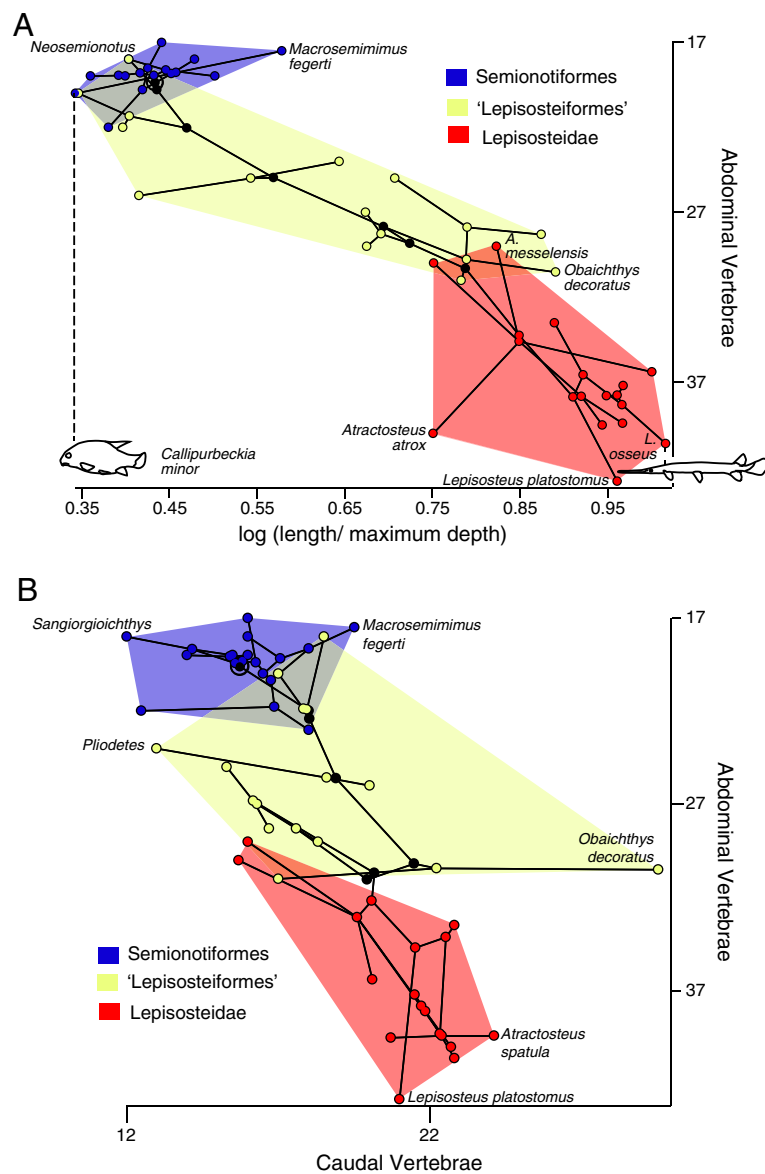 A
Neosemionotus
Macrosemimimus
fegerti
Semionotiformes
'Lepisosteiformes'
Lepisosteidae
17
27
37
Abdominal Vertebrae
A.
messelensis
Obaichthys
decoratus
Atractosteus
atrox
L.
osseus
Lepisosteus platostomus
Callipurbeckia
minor
0.35
0.45
0.55
0.65
0.75
0.85
0.95
log (length/ maximum depth)
B
Sangiorgioichthys
Macrosemimimus
fegerti
17
27
37
Abdominal Vertebrae
Pliodetes
Obaichthys
decoratus
Semionotiformes
'Lepisosteiformes'
Lepisosteidae
Atractosteus
spatula
Lepisosteus platostomus
12
22
Caudal Vertebrae